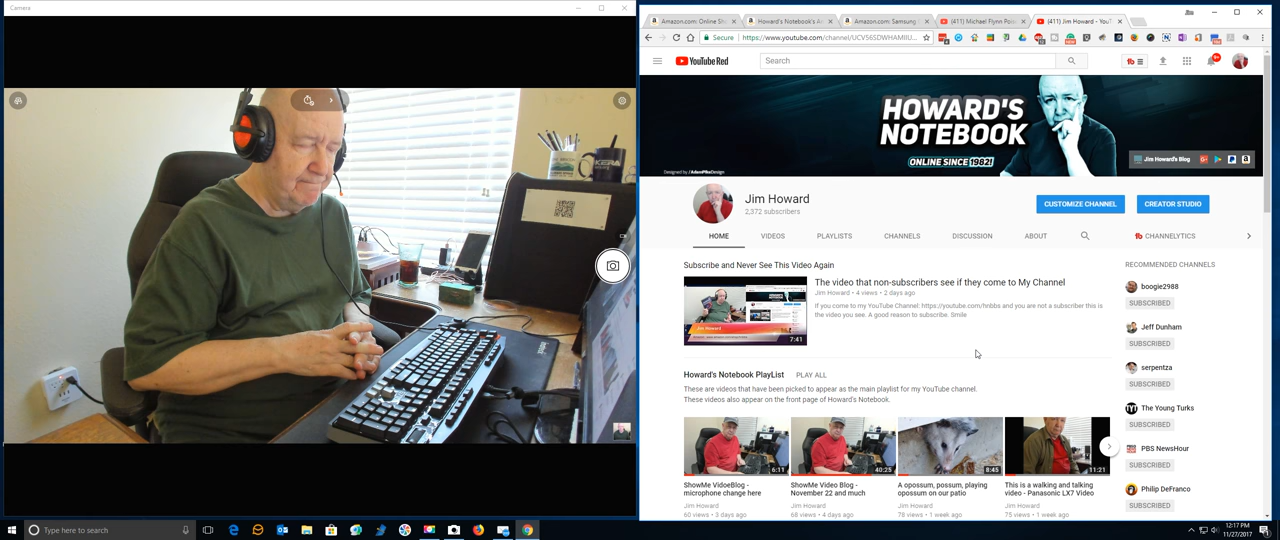 Camera
Amazon.com: Online Sh
Howard's Notebook's A
Amazon.com: Samsung
(411) Michael Flynn Pois
(411) Jim Howard - YouT
Secure
YouTube Red
Search
9+
HOWARD'S
NOTEBOOK
ONLINE SINCE 1982!
Jim Howard's Blog
Designed by
Jim Howard
2,372 subscribers
CUSTOMIZE CHANNEL
CREATOR STUDIO
HOME
VIDEOS
PLAYLISTS
CHANNELS
DISCUSSION
ABOUT
CHANNELYTICS
Subscribe and Never See This Video Again
The video that non-subscribers see if they come to My Channel
Jim Howard • 4 views • 2 days ago
If you come to my YouTube Channel: https://youtube.com/hnbbs and you are not a subscriber this is
the video you see. A good reason to subscribe. Smile
Jim Howard
7:41
Howard's Notebook PlayList
PLAY ALL
These are videos that have been picked to appear as the main playlist for my YouTube channel.
These videos also appear on the front page of Howard's Notebook.
6:11
ShowMe VidoeBlog -
microphone change here
Jim Howard
60 views • 3 days ago
40:25
ShowMe Video Blog -
November 22 and much
Jim Howard
68 views • 4 days ago
8:45
A opossum, possum, playing
opossum on our patio
Jim Howard
78 views • 1 week ago
11:21
This is a walking and talking
video - Panasonic LX7 Video
Jim Howard
75 views • 1 week ago
RECOMMENDED CHANNELS
boogie2988
SUBSCRIBED
Jeff Dunham
SUBSCRIBED
serpentza
SUBSCRIBED
The Young Turks
SUBSCRIBED
PBS NewsHour
SUBSCRIBED
Philip DeFranco
SUBSCRIBED
KERA
Type here to search
12:17 PM
11/27/2017